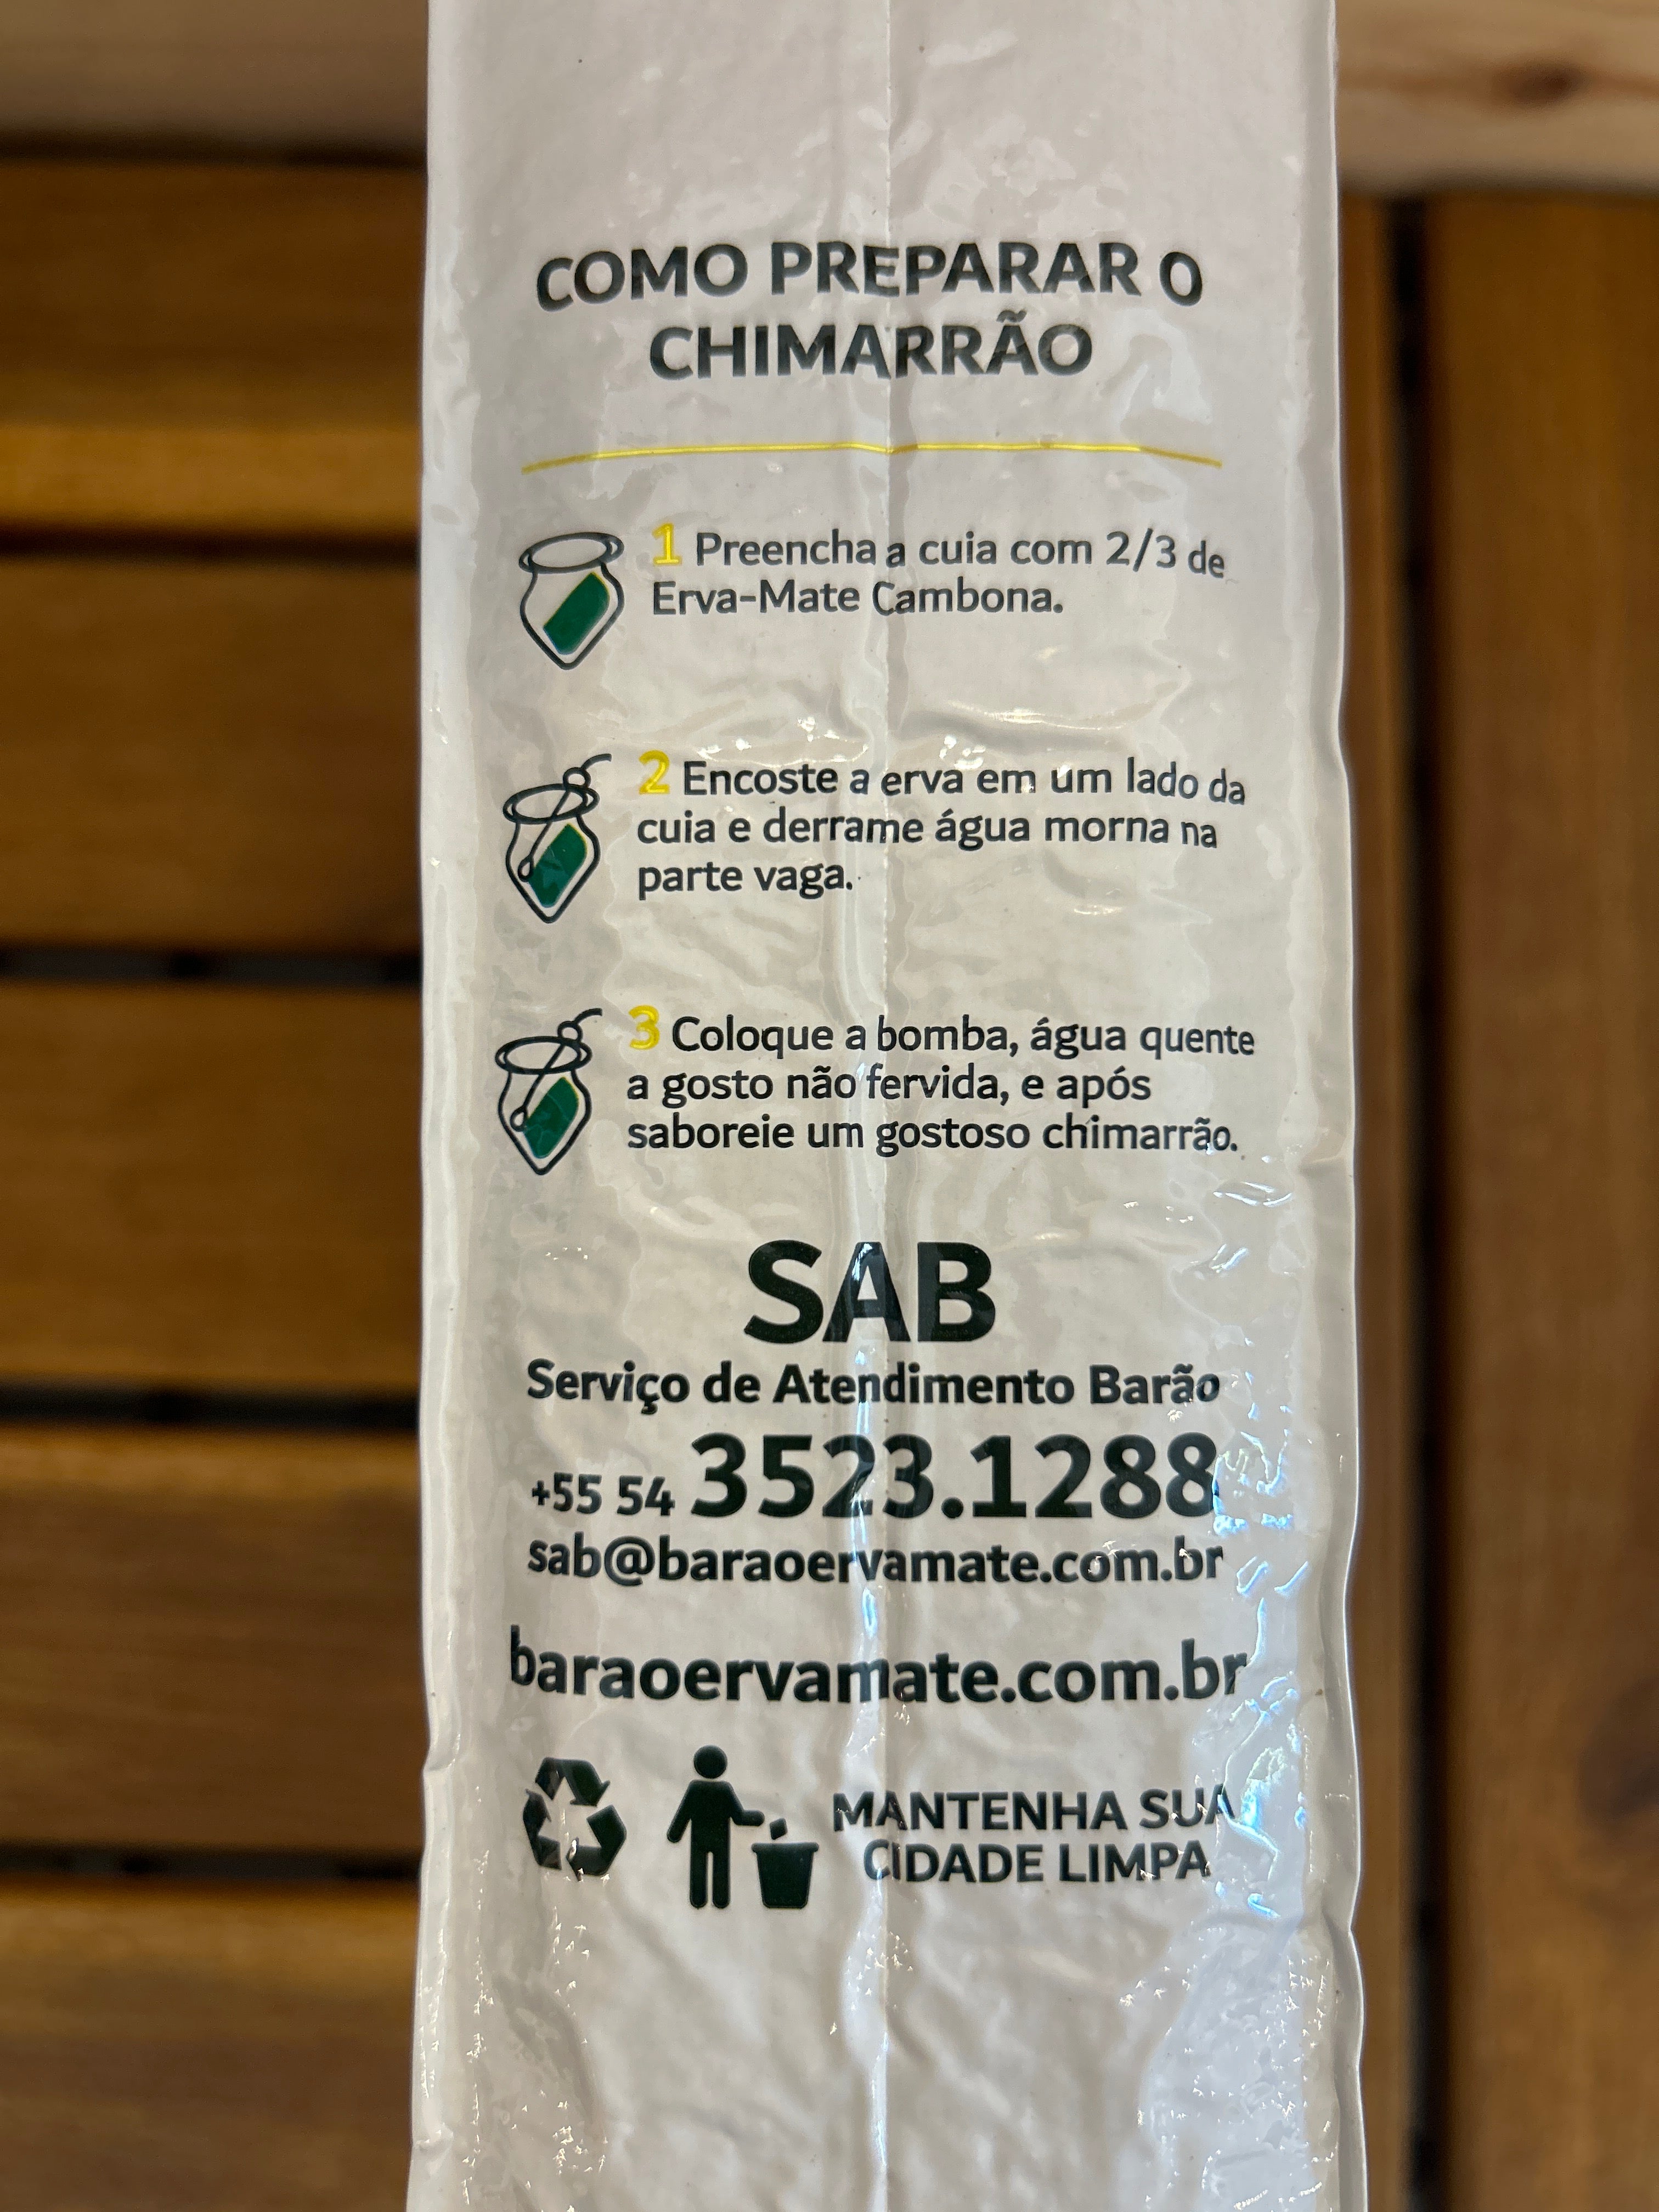 COMO PREPARAR O
CHIMARRÃO
1 Preencha a cuia com 2/3 de
Erva-Mate Cambona.
2 Encoste a erva em um lado da
cuia e derrame água morna na
parte vaga.
3 Coloque a bomba, água quente
a gosto não fervida, e após
saboreie um gostoso chimarrão.
SAB
Serviço de Atendimento Barão
+55 54 3523.1288
sab@baraoervamate.com.br
baraoervamate.com.br
MANTENHA SUA
CIDADE LIMPA